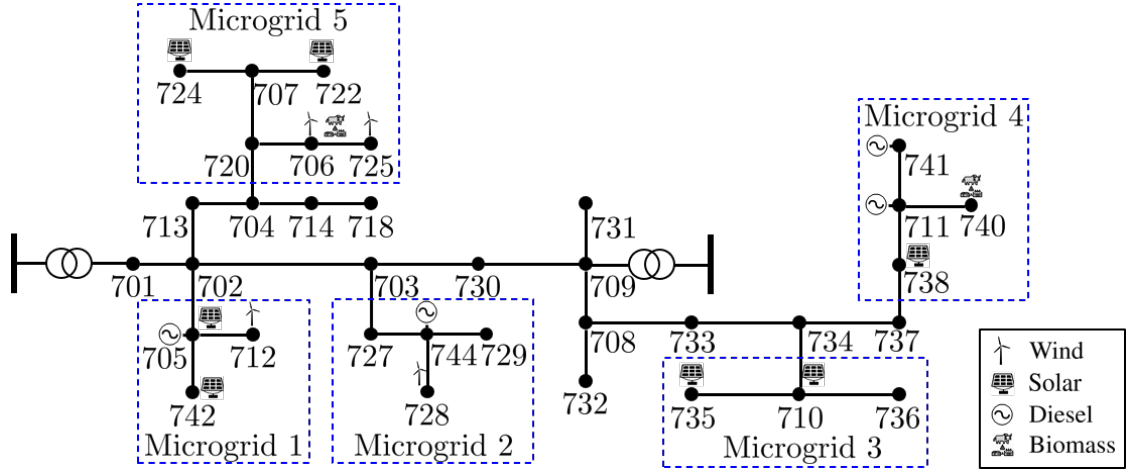 Microgrid 5
724 707 722
720 706 725
Microgrid 4
741
711 740
738
713 704 714 718
731
701 702 703 730 709
705 712
742
Microgrid 1
727 744 729
728
Microgrid 2
708 733 734 737
732
735 710 736
Microgrid 3
Wind
Solar
Diesel
Biomass